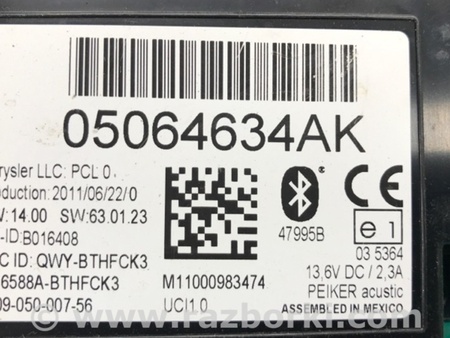 05064634AK
rysler LLC: PCL 0
oduction: 2011/06/22/0
W:14.00 SW:63.01.23
-ID:B016408
C ID: QWY-BTHFCK3
6588A-BTHFCK3
09-050-007-56
M11000983474
UCI1.0
47995B
CE
e1
03 5364
13,6V DC / 2,3A
PEIKER acustic
ASSEMBLED IN MEXICO
www.razborki.com